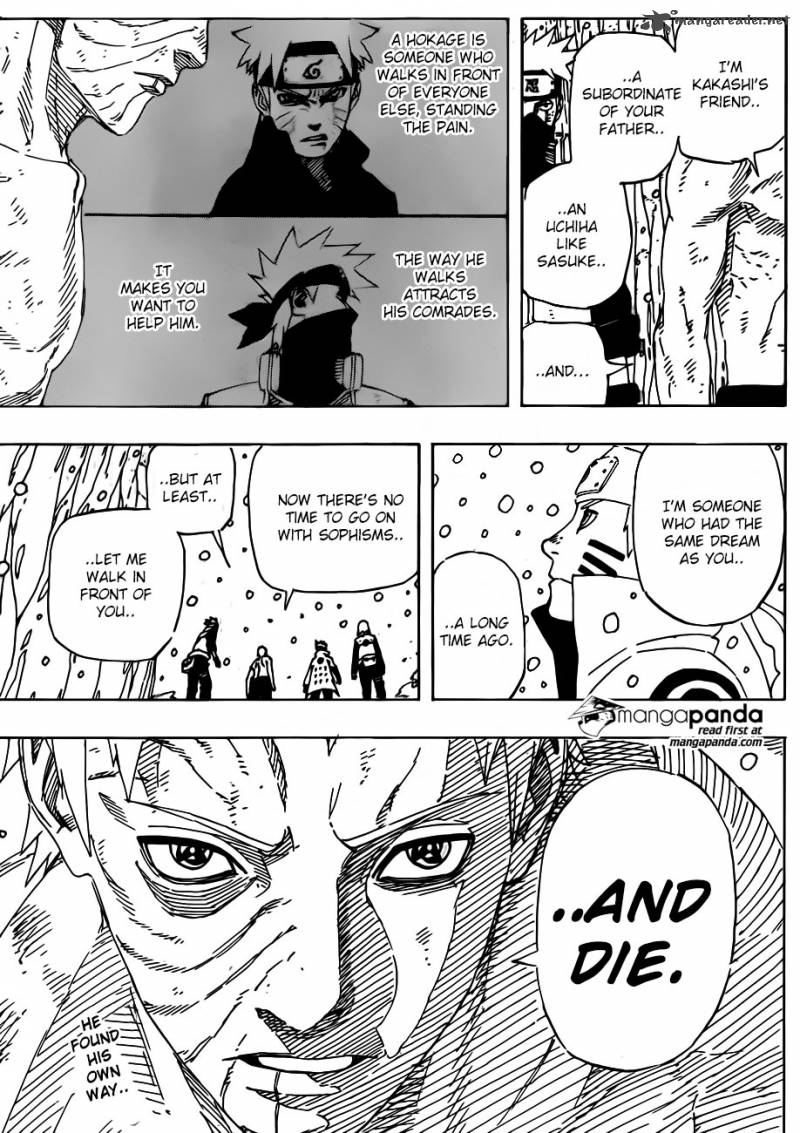 mangareader.net
I'M
KAKASHI'S
FRIEND..
..A
SUBORDINATE
OF YOUR
FATHER..
..AN
UCHIHA
LIKE
SASUKE..
..AND...
A HOKAGE IS
SOMEONE WHO
WALKS IN FRONT
OF EVERYONE
ELSE, STANDING
THE PAIN.
THE WAY HE
WALKS
ATTRACTS
HIS COMRADES.
IT
MAKES YOU
WANT TO
HELP HIM.
I'M SOMEONE
WHO HAD THE
SAME DREAM
AS YOU..
..A LONG
TIME AGO.
NOW THERE'S NO
TIME TO GO ON
WITH SOPHISMS..
..BUT AT
LEAST..
..LET ME
WALK IN
FRONT OF
YOU..
mangapanda
read first at
mangapanda.com
..AND
DIE.
HE
FOUND
HIS
OWN
WAY..